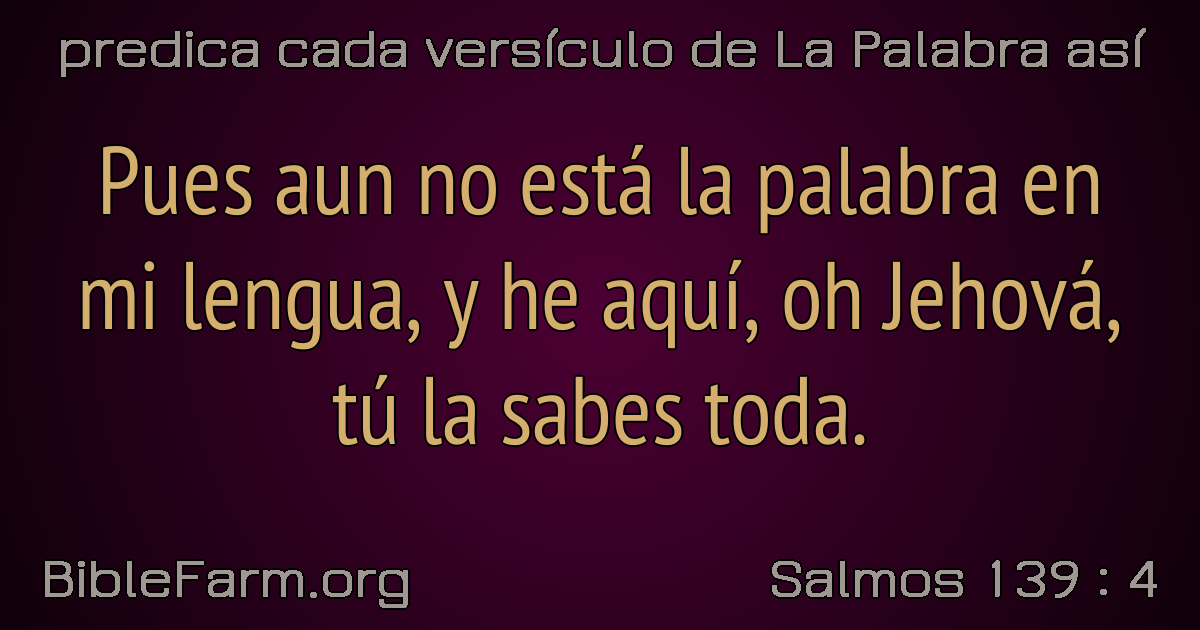 predica cada versículo de La Palabra así
Pues aun no está la palabra en
mi lengua, y he aquí, oh Jehová,
tú la sabes toda.
BibleFarm.org
Salmos 139 : 4